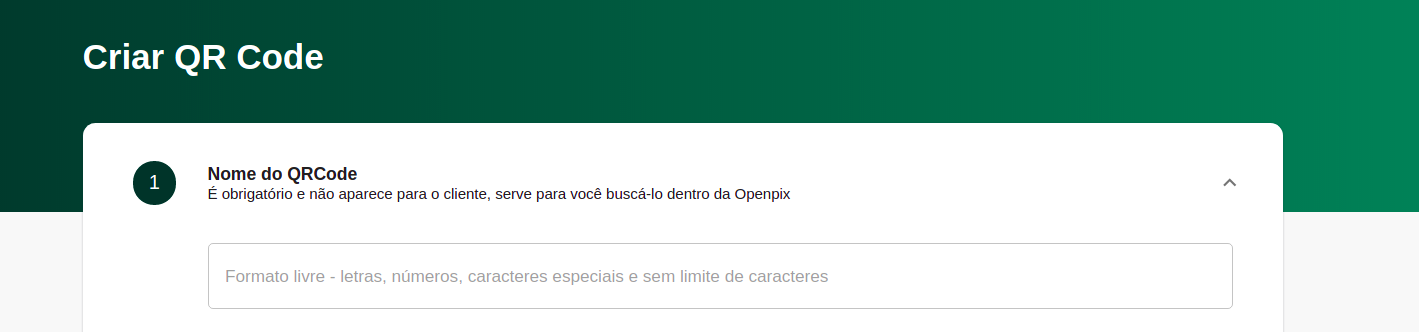 Criar QR Code
1
Nome do QRCode
É obrigatório e não aparece para o cliente, serve para você buscá-lo dentro da Openpix
Formato livre - letras, números, caracteres especiais e sem limite de caracteres